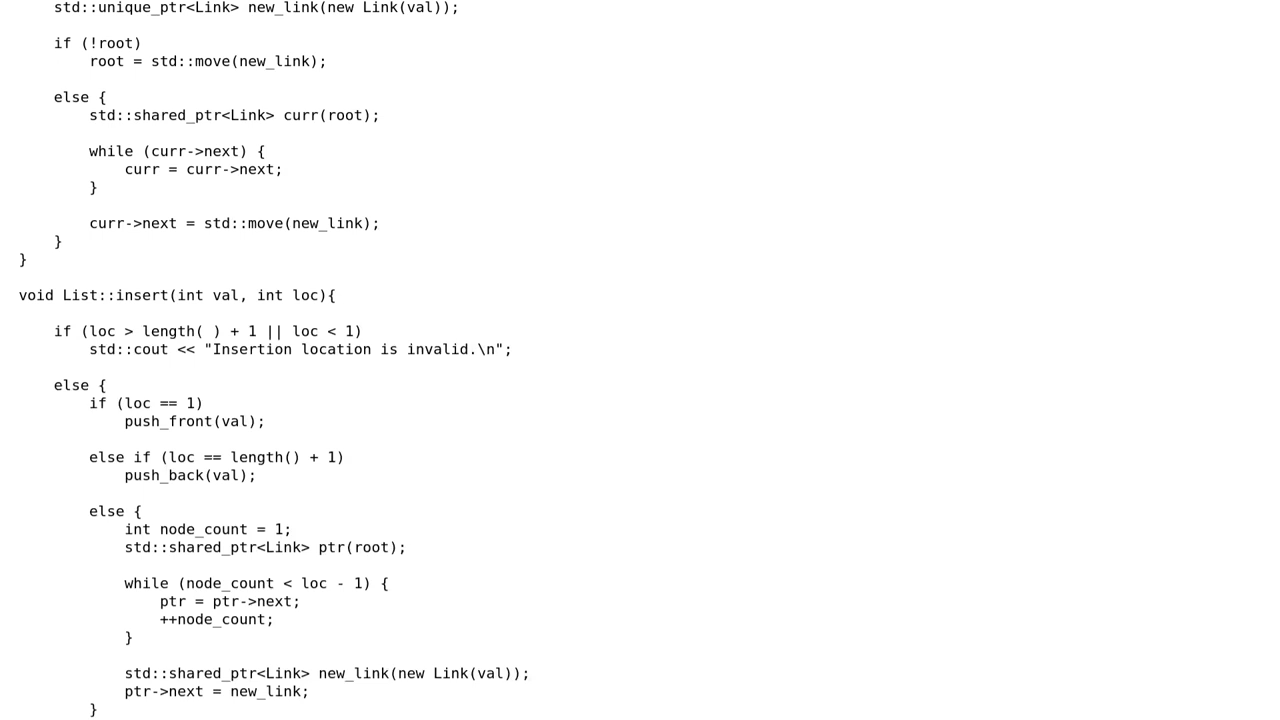 std::unique_ptr<Link> new_link(new Link(val));

    if (!root)
        root = std::move(new_link);

    else {
        std::shared_ptr<Link> curr(root);

        while (curr->next) {
            curr = curr->next;
        }

        curr->next = std::move(new_link);
    }
}

void List::insert(int val, int loc){

    if (loc > length( ) + 1 || loc < 1)
        std::cout << "Insertion location is invalid.\n";

    else {
        if (loc == 1)
            push_front(val);

        else if (loc == length() + 1)
            push_back(val);

        else {
            int node_count = 1;
            std::shared_ptr<Link> ptr(root);

            while (node_count < loc - 1) {
                ptr = ptr->next;
                ++node_count;
            }

            std::shared_ptr<Link> new_link(new Link(val));
            ptr->next = new_link;
        }